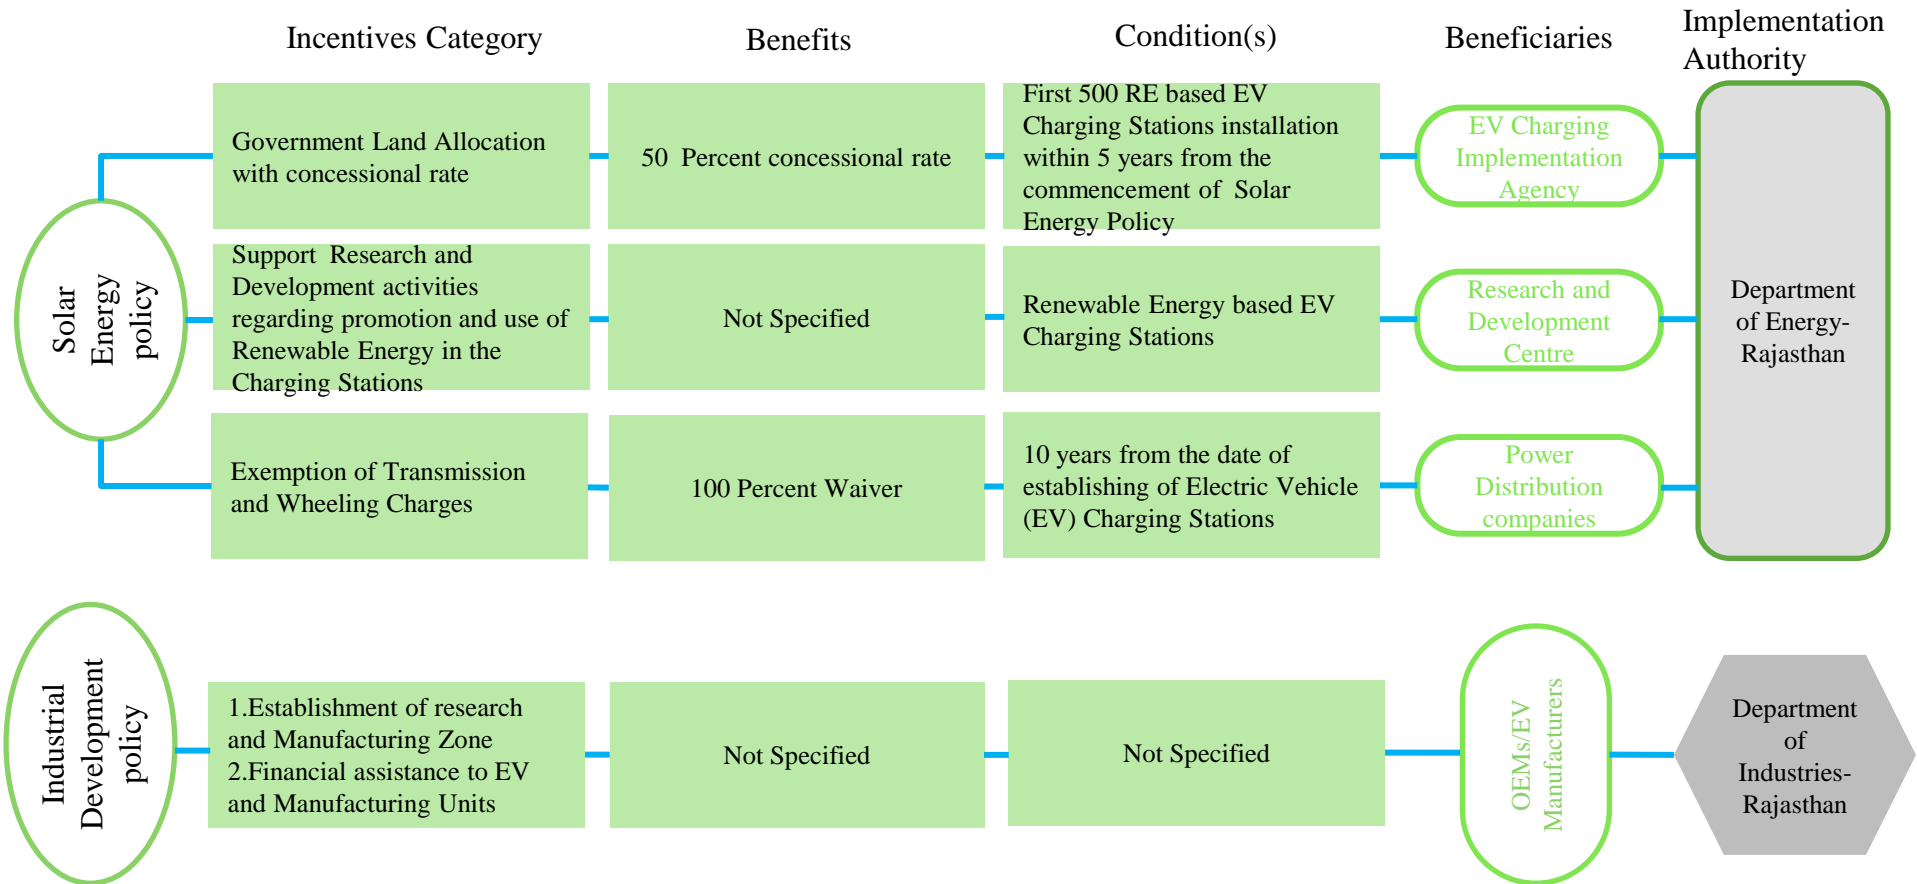 Incentives Category
Benefits
Condition(s)
Beneficiaries
Implementation
Authority
Solar
Energy
policy
Government Land Allocation
with concessional rate
50 Percent concessional rate
First 500 RE based EV
Charging Stations installation
within 5 years from the
commencement of Solar
Energy Policy
EV Charging
Implementation
Agency
Support Research and
Development activities
regarding promotion and use of
Renewable Energy in the
Charging Stations
Not Specified
Renewable Energy based EV
Charging Stations
Research and
Development
Centre
Exemption of Transmission
and Wheeling Charges
100 Percent Waiver
10 years from the date of
establishing of Electric Vehicle
(EV) Charging Stations
Power
Distribution
companies
Department
of Energy-
Rajasthan
Industrial
Development
policy
1.Establishment of research
and Manufacturing Zone
2.Financial assistance to EV
and Manufacturing Units
Not Specified
Not Specified
OEMs/EV
Manufacturers
Department
of
Industries-
Rajasthan